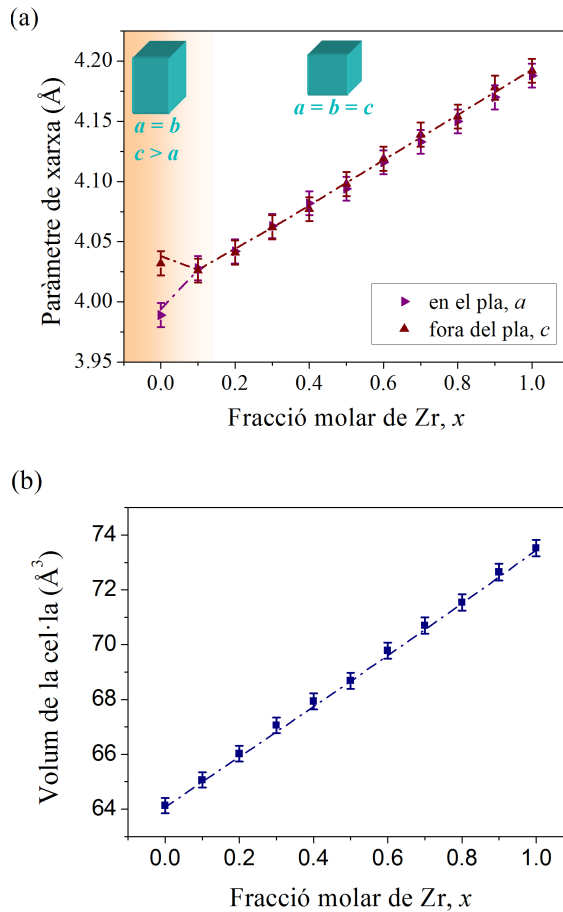 (a)
a = b
c > a
a = b = c
4.20
4.15
4.10
4.05
4.00
3.95
Paràmetre de xarxa (Å)
en el pla, a
fora del pla, c
0.0 0.2 0.4 0.6 0.8 1.0
Fracció molar de Zr, x
(b)
74
72
70
68
66
64
Volum de la cel·la (Å³)
0.0 0.2 0.4 0.6 0.8 1.0
Fracció molar de Zr, x